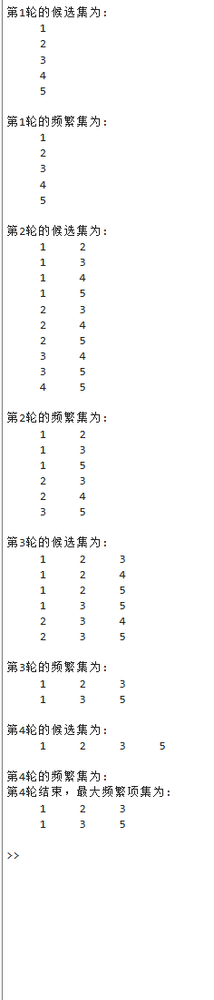 第1轮的候选集为:
1
2
3
4
5
第1轮的频繁集为:
1
2
3
4
5
第2轮的候选集为:
1 2
1 3
1 4
1 5
2 3
2 4
2 5
3 4
3 5
4 5
第2轮的频繁集为:
1 2
1 3
1 5
2 3
2 4
3 5
第3轮的候选集为:
1 2 3
1 2 4
1 2 5
1 3 5
2 3 4
2 3 5
第3轮的频繁集为:
1 2 3
1 3 5
第4轮的候选集为:
1 2 3 5
第4轮的频繁集为:
第4轮结束，最大频繁项集为:
1 2 3
1 3 5
>>